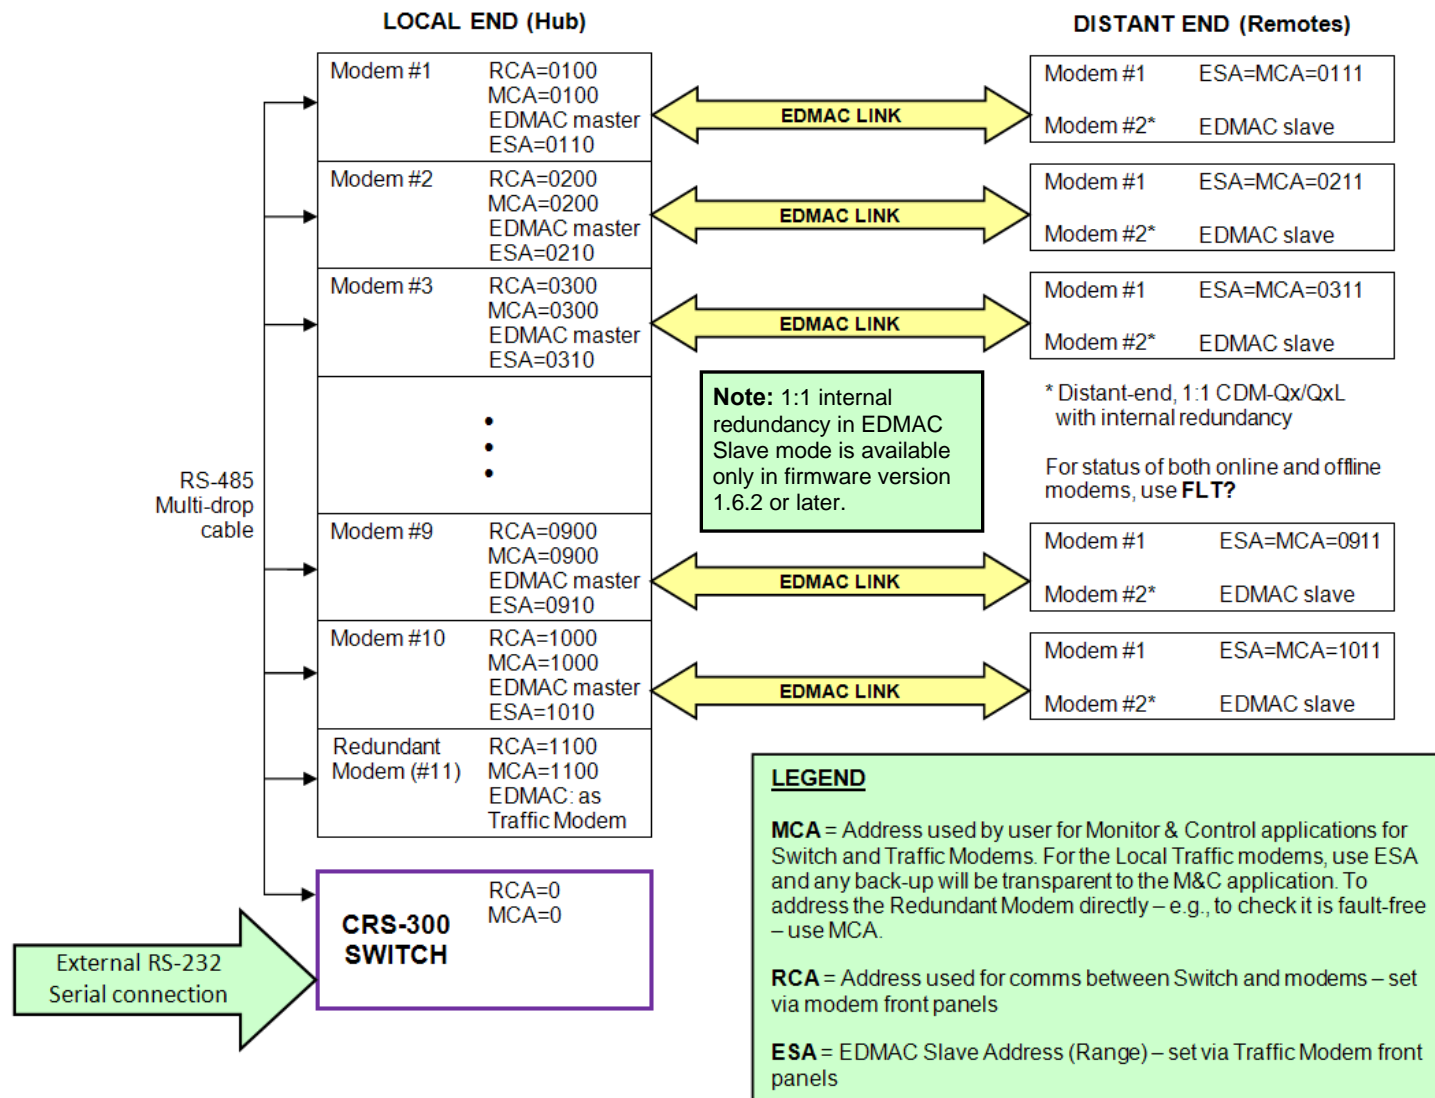 LOCAL END (Hub)
DISTANT END (Remotes)
Modem #1 RCA=0100
MCA=0100
EDMAC master
ESA=0110
EDMAC LINK
Modem #1 ESA=MCA=0111
Modem #2* EDMAC slave
Modem #2 RCA=0200
MCA=0200
EDMAC master
ESA=0210
EDMAC LINK
Modem #1 ESA=MCA=0211
Modem #2* EDMAC slave
Modem #3 RCA=0300
MCA=0300
EDMAC master
ESA=0310
EDMAC LINK
Modem #1 ESA=MCA=0311
Modem #2* EDMAC slave
Note: 1:1 internal
redundancy in EDMAC
Slave mode is available
only in firmware version
1.6.2 or later.
* Distant-end, 1:1 CDM-Qx/QxL
with internal redundancy
For status of both online and offline
modems, use FLT?
RS-485
Multi-drop
cable
Modem #9 RCA=0900
MCA=0900
EDMAC master
ESA=0910
EDMAC LINK
Modem #1 ESA=MCA=0911
Modem #2* EDMAC slave
Modem #10 RCA=1000
MCA=1000
EDMAC master
ESA=1010
EDMAC LINK
Modem #1 ESA=MCA=1011
Modem #2* EDMAC slave
Redundant RCA=1100
Modem (#11) MCA=1100
EDMAC: as
Traffic Modem
RCA=0
MCA=0
CRS-300
SWITCH
External RS-232
Serial connection
LEGEND
MCA = Address used by user for Monitor & Control applications for
Switch and Traffic Modems. For the Local Traffic modems, use ESA
and any back-up will be transparent to the M&C application. To
address the Redundant Modem directly – e.g., to check it is fault-free
– use MCA.
RCA = Address used for comms between Switch and modems – set
via modem front panels
ESA = EDMAC Slave Address (Range) – set via Traffic Modem front
panels